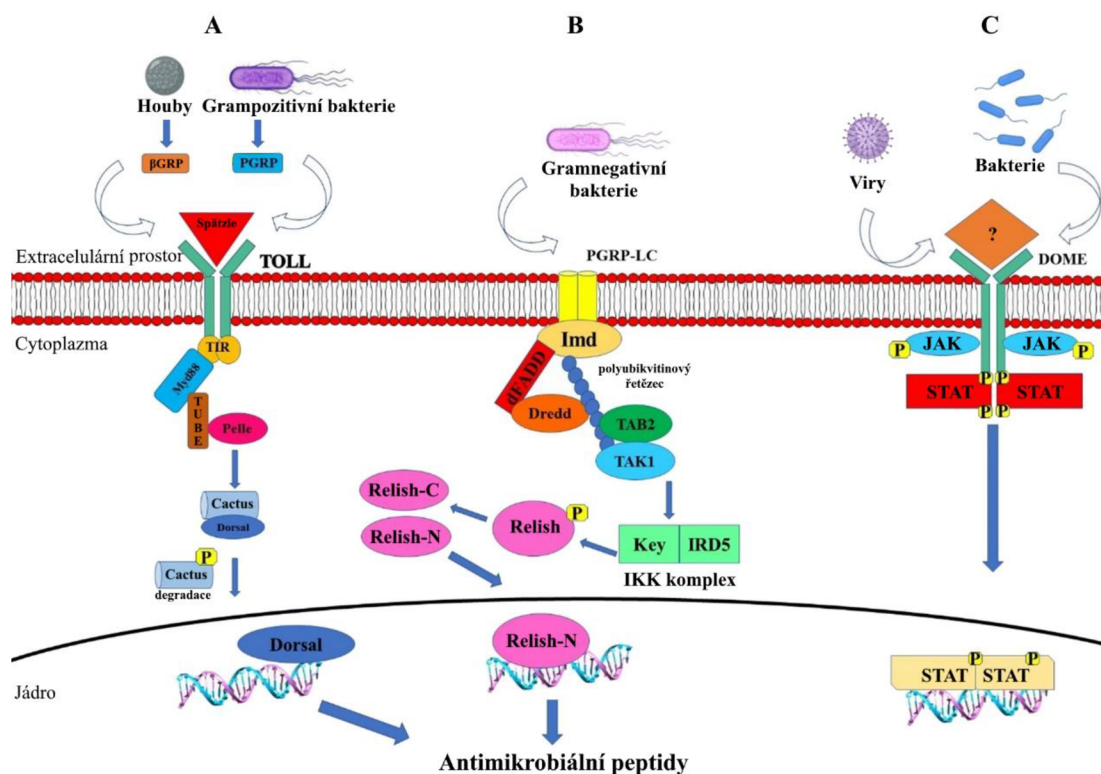 A
Houby
Grampozitivní bakterie
βGRP
PGRP
Spätzle
Extracelulární prostor
TOLL
Cytoplazma
TIR
Myd88
TUBE
Pelle
Cactus
Dorsal
P
Cactus
degradace
Jádro
Dorsal
B
Gramnegativní
bakterie
PGRP-LC
Imd
polyubikvitinový
řetězec
dFADD
Dredd
TAB2
TAK1
Relish-C
Relish
P
Relish-N
Key
IRD5
IKK komplex
Relish-N
Antimikrobiální peptidy
C
Viry
Bakterie
?
DOME
P
JAK
JAK
P
P
P
STAT
STAT
P
P
P
P
STAT
STAT